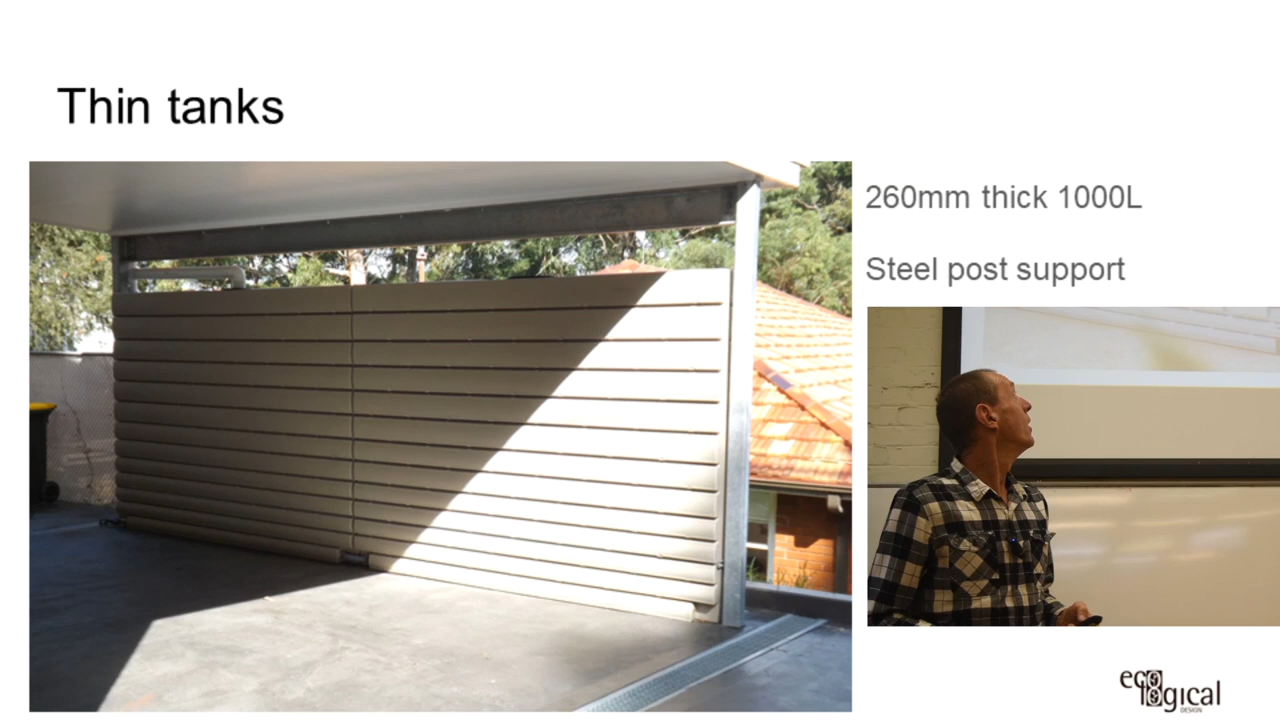 Thin tanks
260mm thick 1000L
Steel post support
ecological
DESIGN